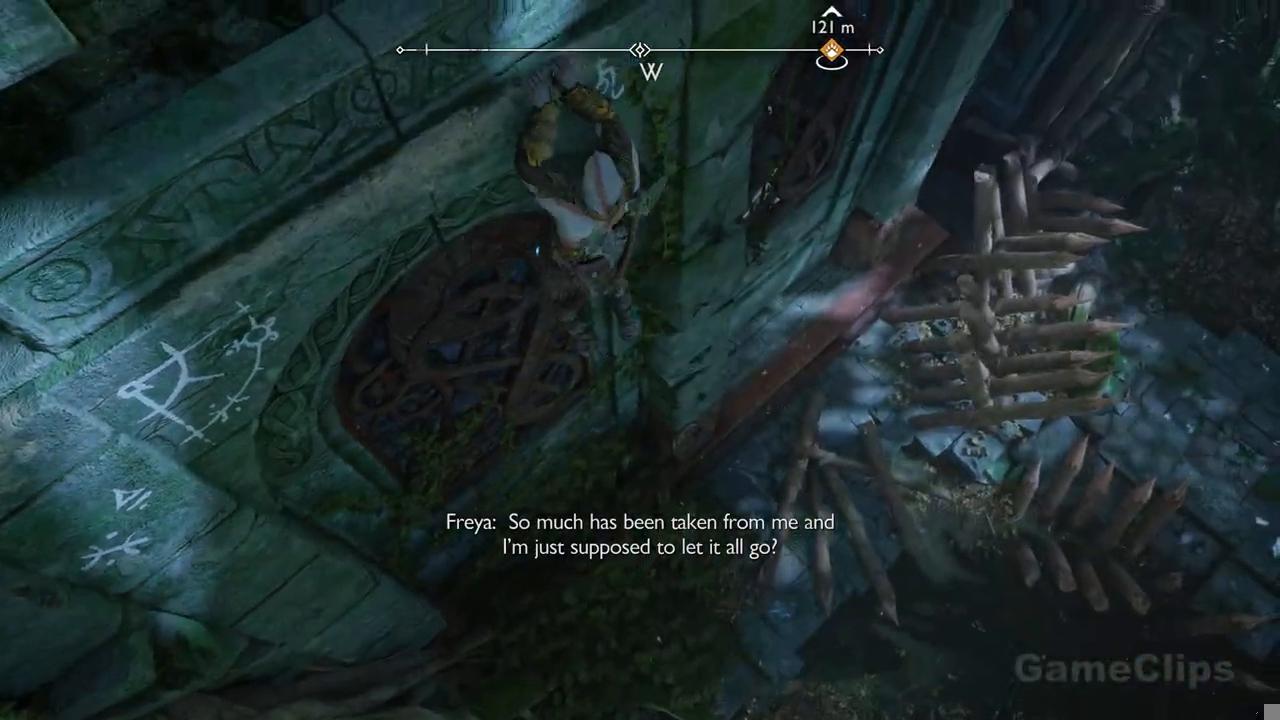 121 m
W
Freya: So much has been taken from me and
I'm just supposed to let it all go?
GameClips